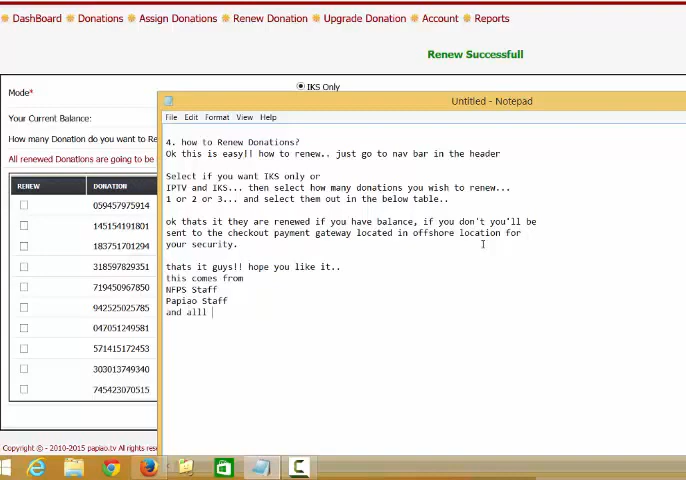 DashBoard Donations Assign Donations Renew Donation Upgrade Donation Account Reports
Renew Successfull
Mode*
IKS Only
Your Current Balance:
How many Donation do you want to Re
All renewed Donations are going to be
RENEW DONATION
059457975914
145154191801
183751701294
318597829351
719450967850
942525025785
047051249581
571415172453
303013749340
745423070515
Copyright © - 2010-2015 papiao.tv All rights rese
Untitled - Notepad
File Edit Format View Help
4. how to Renew Donations?
Ok this is easy!! how to renew.. just go to nav bar in the header
Select if you want IKS only or
IPTV and IKS... then select how many donations you wish to renew...
1 or 2 or 3... and select them out in the below table..
ok thats it they are renewed if you have balance, if you don't you'll be
sent to the checkout payment gateway located in offshore location for
your security.
thats it guys!! hope you like it..
this comes from
NFPS Staff
Papiao Staff
and alll